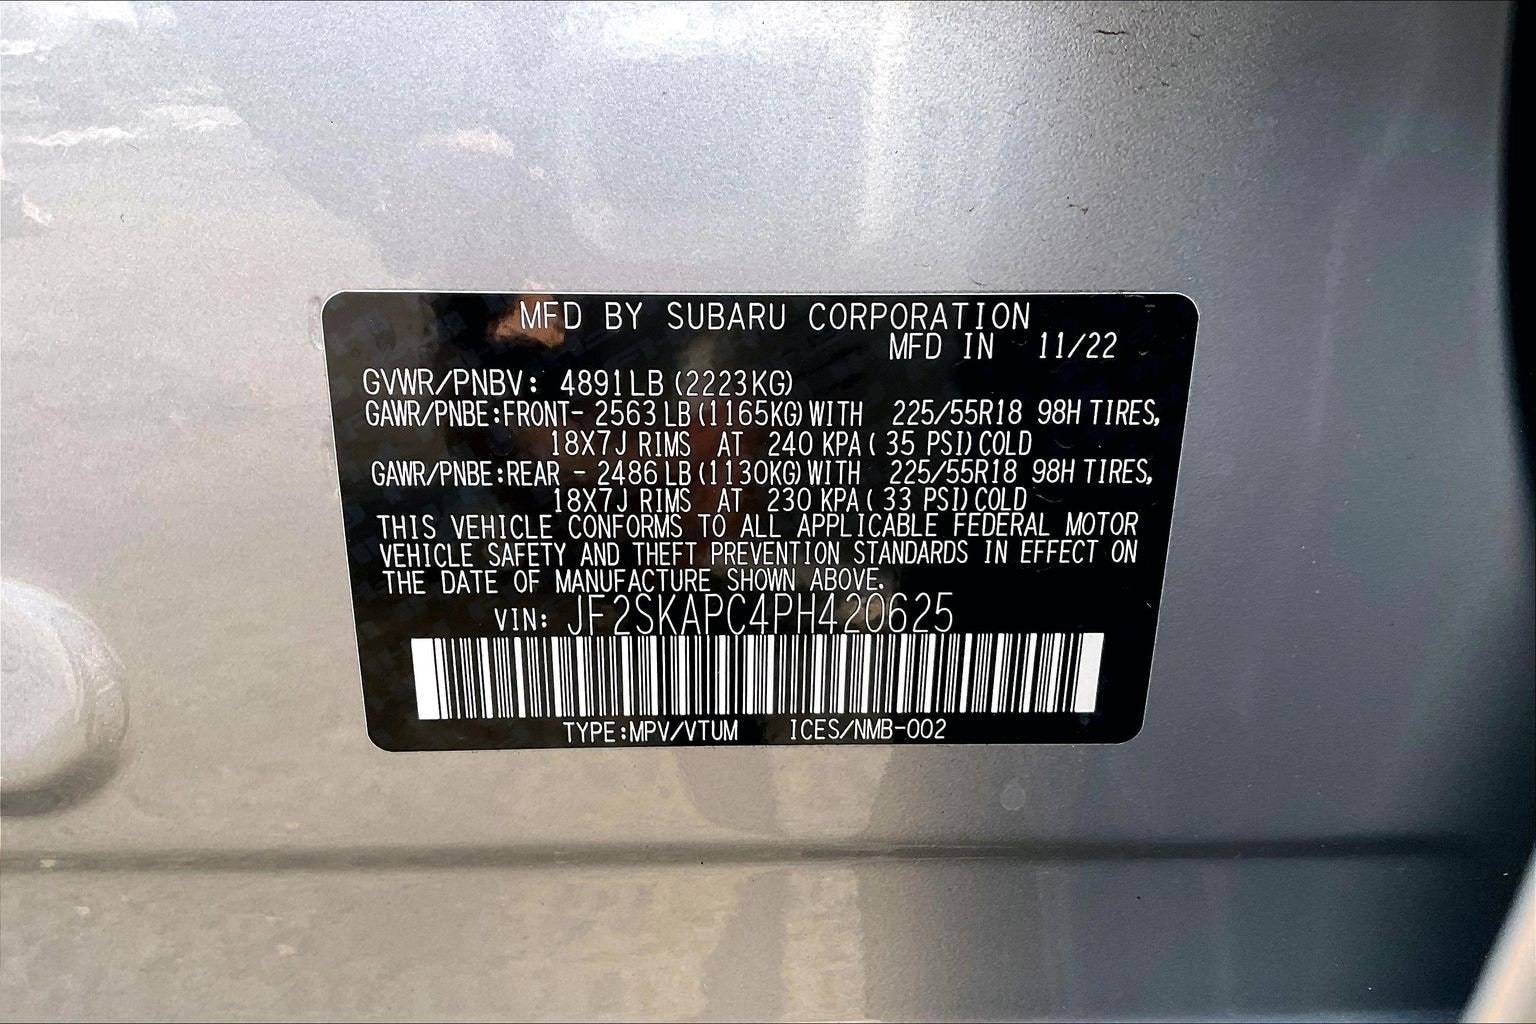 MFD BY SUBARU CORPORATION
MFD IN 11/22
GVWR/PNBV: 4891LB (2223KG)
GAWR/PNBE:FRONT- 2563 LB (1165KG) WITH 225/55R18 98H TIRES,
18X7J RIMS AT 240 KPA ( 35 PSI) COLD
GAWR/PNBE:REAR - 2486 LB (1130KG) WITH 225/55R18 98H TIRES,
18X7J RIMS AT 230 KPA ( 33 PSI) COLD
THIS VEHICLE CONFORMS TO ALL APPLICABLE FEDERAL MOTOR
VEHICLE SAFETY AND THEFT PREVENTION STANDARDS IN EFFECT ON
THE DATE OF MANUFACTURE SHOWN ABOVE.
VIN: JF2SKAPC4PH420625
TYPE:MPV/VTUM ICES/NMB-002